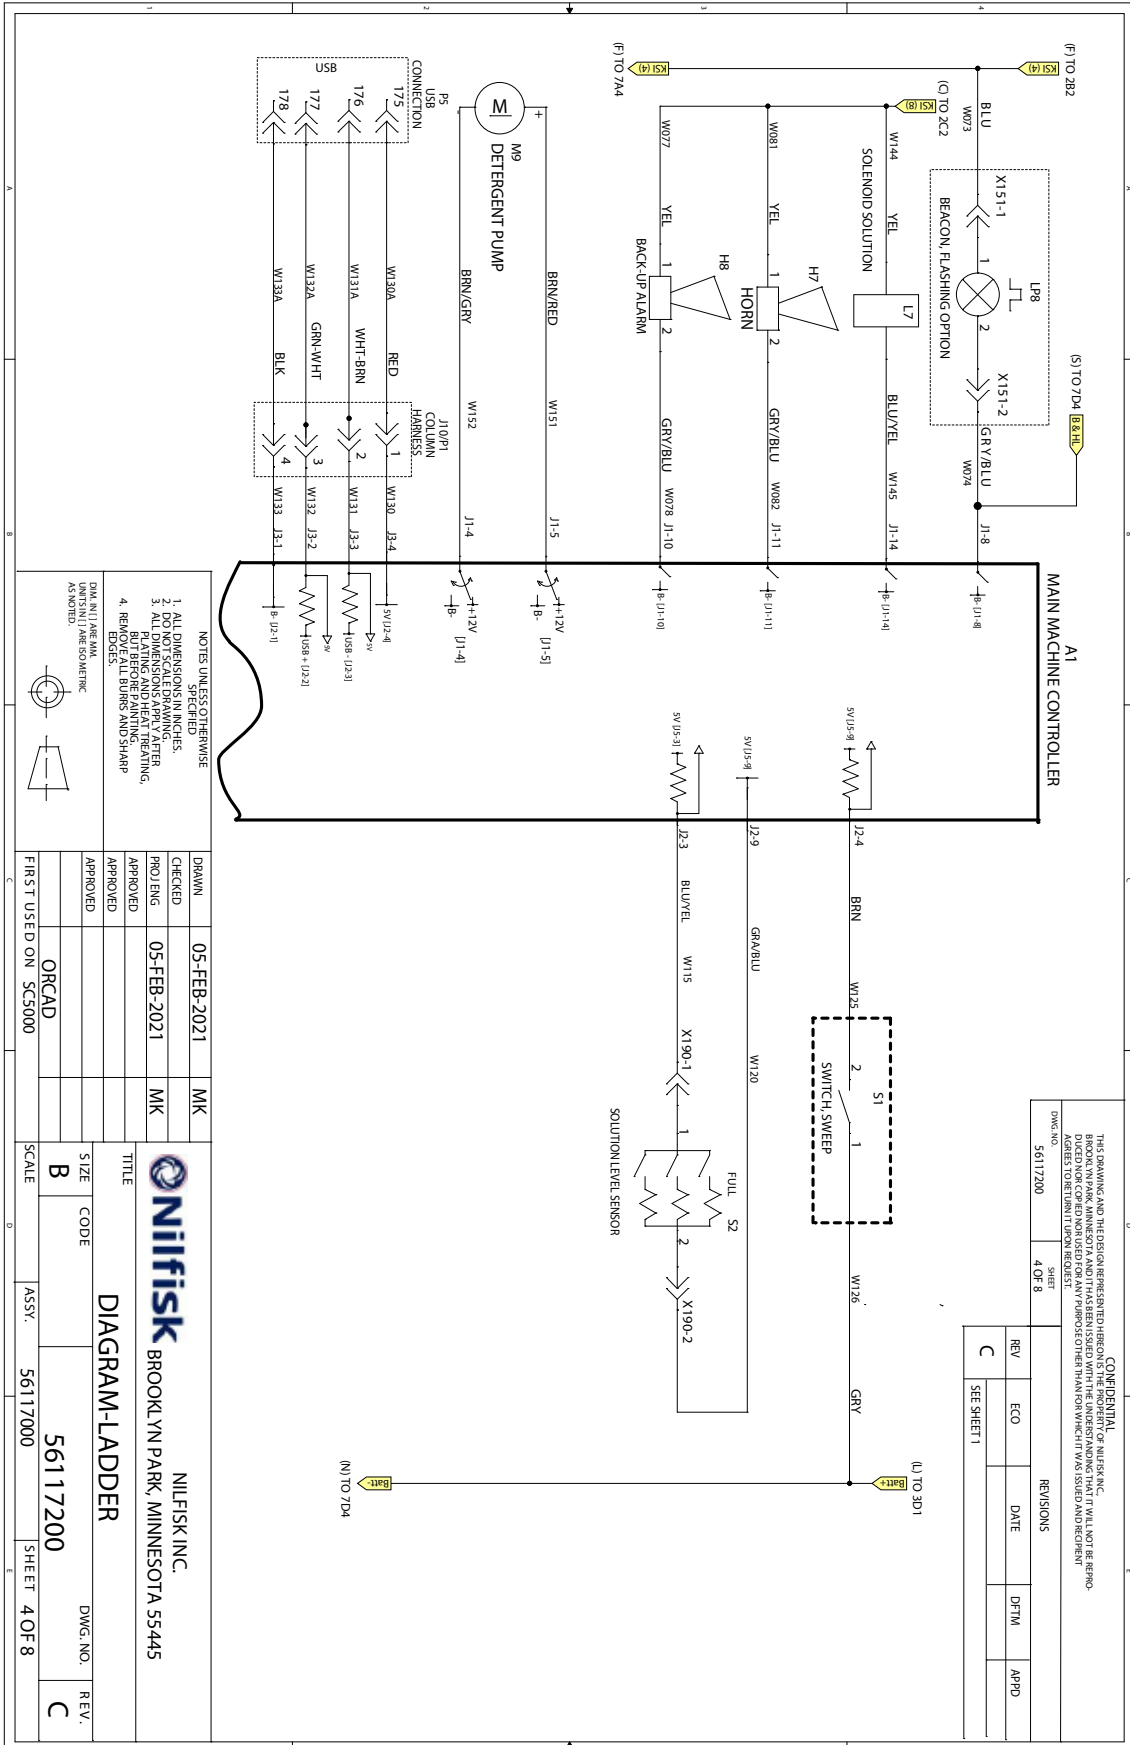 1
2
3
4
A
B
C
D
E
(F) TO 2B2
KSI (4)
BLU
W073
(F) TO 7A4
KSI (4)
X151-1
1
LP8
2
X151-2
BEACON, FLASHING OPTION
GRY/BLU
W074
(S) TO 7D4
B & HL
J1-8
B- [J1-8]
(C) TO 2C2
KSI (8)
W144
YEL
SOLENOID SOLUTION
L7
BLU/YEL
W145
J1-14
B- [J1-14]
W081
YEL
1
H7
HORN
2
GRY/BLU
W082
J1-11
B- [J1-11]
W077
YEL
1
H8
BACK-UP ALARM
2
GRY/BLU
W078
J1-10
B- [J1-10]
M
+
-
M9
DETERGENT PUMP
BRN/RED
W151
J1-5
+12V
B-
[J1-5]
BRN/GRY
W152
J1-4
+12V
B-
[J1-4]
P5
USB
CONNECTION
USB
175
176
177
178
W130A
RED
W131A
WHT-BRN
W132A
GRN-WHT
W133A
BLK
J10/P1
COLUMN
HARNESS
1
2
3
4
W130
J3-4
5V [J2-4]
W131
J3-3
5V
USB - [J2-3]
W132
J3-2
5V
USB + [J2-2]
W133
J3-1
B- [J2-1]
A1
MAIN MACHINE CONTROLLER
5V [J5-9]
J2-4
BRN
W125
2
S1
1
SWITCH, SWEEP
W126
GRY
(L) TO 3D1
Batt+
5V [J5-9]
J2-9
GRA/BLU
W120
5V [J5-3]
J2-3
BLU/YEL
W115
X190-1
1
FULL
S2
2
X190-2
SOLUTION LEVEL SENSOR
(N) TO 7D4
Batt-
CONFIDENTIAL
THIS DRAWING AND THE DESIGN REPRESENTED HEREON IS THE PROPERTY OF NILFISK INC.,
BROOKLYN PARK, MINNESOTA AND IT HAS BEEN ISSUED WITH THE UNDERSTANDING THAT IT WILL NOT BE REPRO-
DUCED NOR COPIED NOR USED FOR ANY PURPOSE OTHER THAN FOR WHICH IT WAS ISSUED AND RECIPIENT
AGREES TO RETURN IT UPON REQUEST.
DWG. NO.
56117200
SHEET
4 OF 8
REVISIONS
REV
ECO
DATE
DFTM
APPD
C
SEE SHEET 1
NOTES UNLESS OTHERWISE
SPECIFIED
1. ALL DIMENSIONS IN INCHES.
2. DO NOT SCALE DRAWING.
3. ALL DIMENSIONS APPLY AFTER
PLATING AND HEAT TREATING,
BUT BEFORE PAINTING.
4. REMOVE ALL BURRS AND SHARP
EDGES.
DIM. IN [ ] ARE MM.
UNITS IN [ ] ARE ISOMETRIC
AS NOTED.
DRAWN
05-FEB-2021
MK
CHECKED
PROJ ENG
05-FEB-2021
MK
APPROVED
APPROVED
APPROVED
ORCAD
FIRST USED ON SC5000
Nilfisk
NILFISK INC.
BROOKLYN PARK, MINNESOTA 55445
TITLE
DIAGRAM-LADDER
SIZE
B
CODE
DWG. NO.
56117200
REV.
C
SCALE
ASSY.
56117000
SHEET 4 OF 8